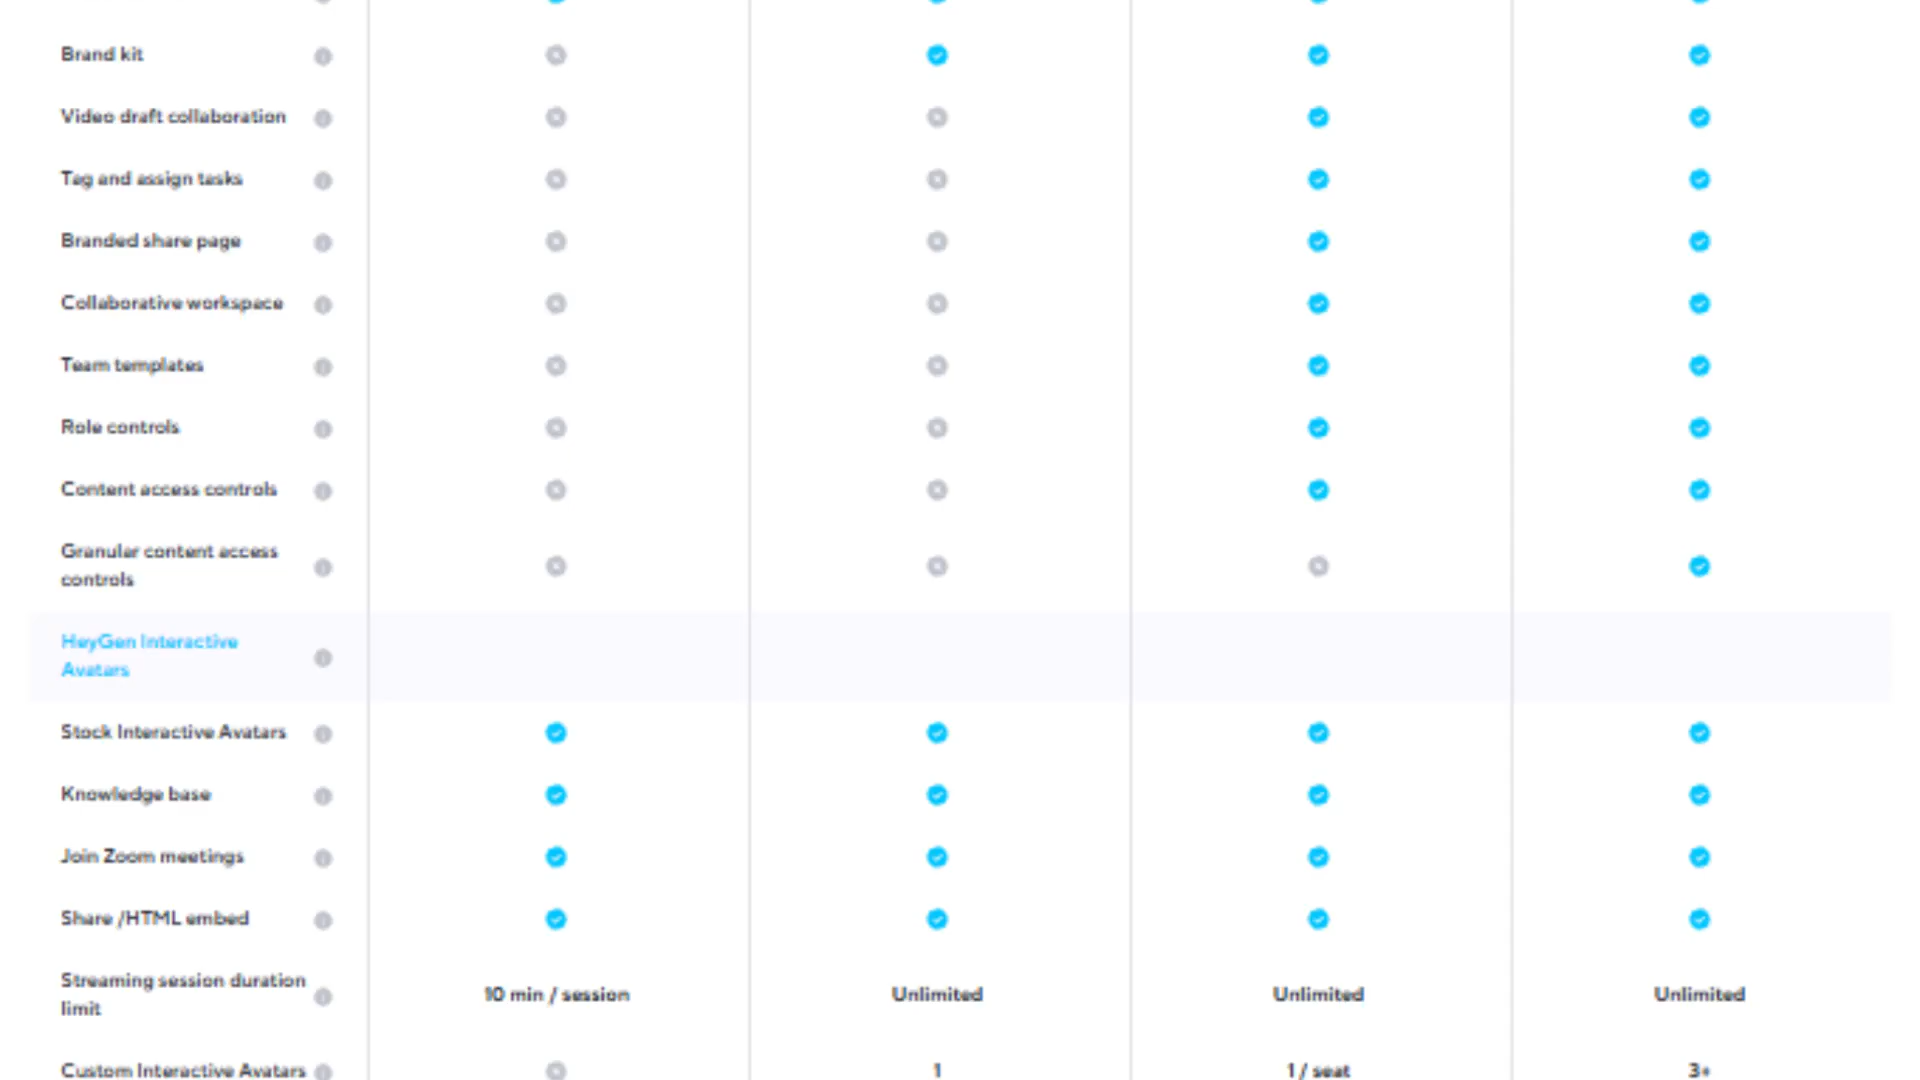 Brand kit
Video draft collaboration
Tag and assign tasks
Branded share page
Collaborative workspace
Team templates
Role controls
Content access controls
Granular content access
controls
HeyGen Interactive
Avatars
Stock Interactive Avatars
Knowledge base
Join Zoom meetings
Share /HTML embed
Streaming session duration
limit
10 min / session
Unlimited
Unlimited
Unlimited
Custom Interactive Avatars
1
1 / seat
3+